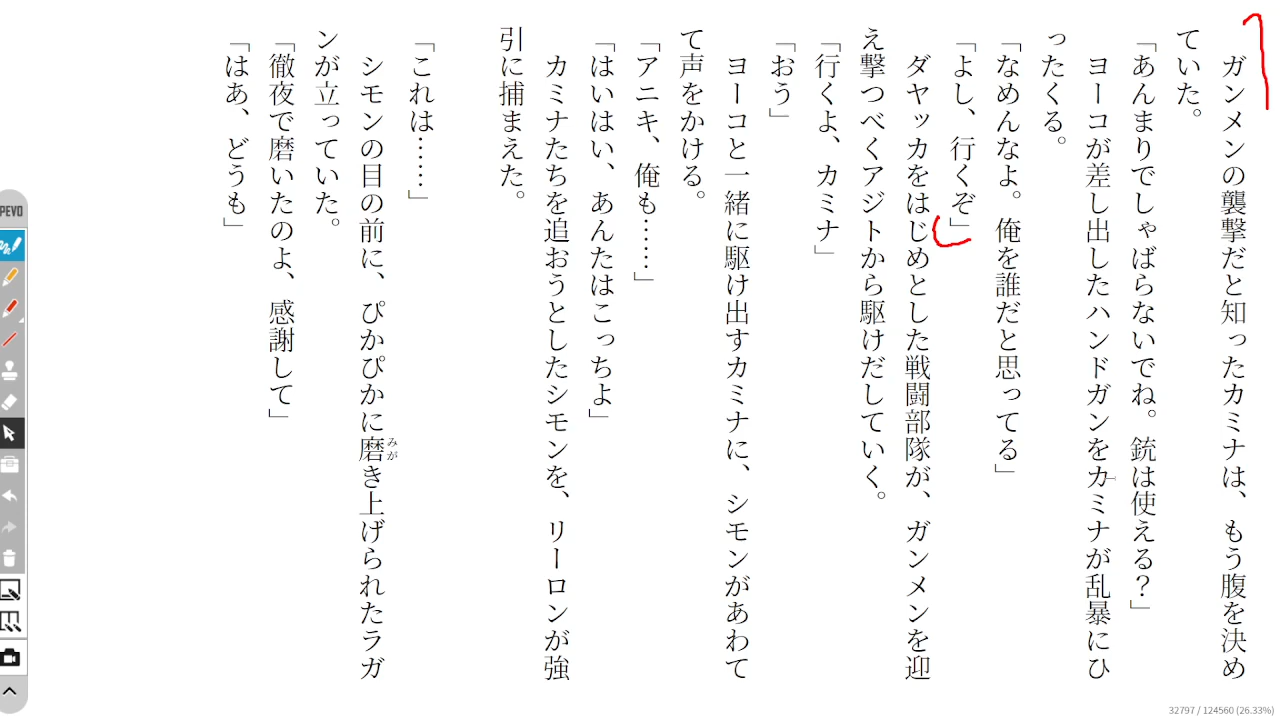 ガンメンの襲撃だと知ったカミナは、もう腹を決め
ていた。
「あんまりでしゃばらないでね。銃は使える？」
ヨーコが差し出したハンドガンをカミナが乱暴にひ
ったくる。
「なめんなよ。俺を誰だと思ってる」
「よし、行くぞ」
ダヤッカをはじめとした戦闘部隊が、ガンメンを迎
え撃つべくアジトから駆けだしていく。
「行くよ、カミナ」
「おう」
ヨーコと一緒に駆け出すカミナに、シモンがあわて
て声をかける。
「アニキ、俺も……」
「はいはい、あんたはこっちよ」
カミナたちを追おうとしたシモンを、リーロンが強
引に捕まえた。
「これは……」
シモンの目の前に、ぴかぴかに磨き上げられたラガ
みが
ンが立っていた。
「徹夜で磨いたのよ、感謝して」
「はあ、どうも」
PEVO
32797 / 124560 (26.33%)